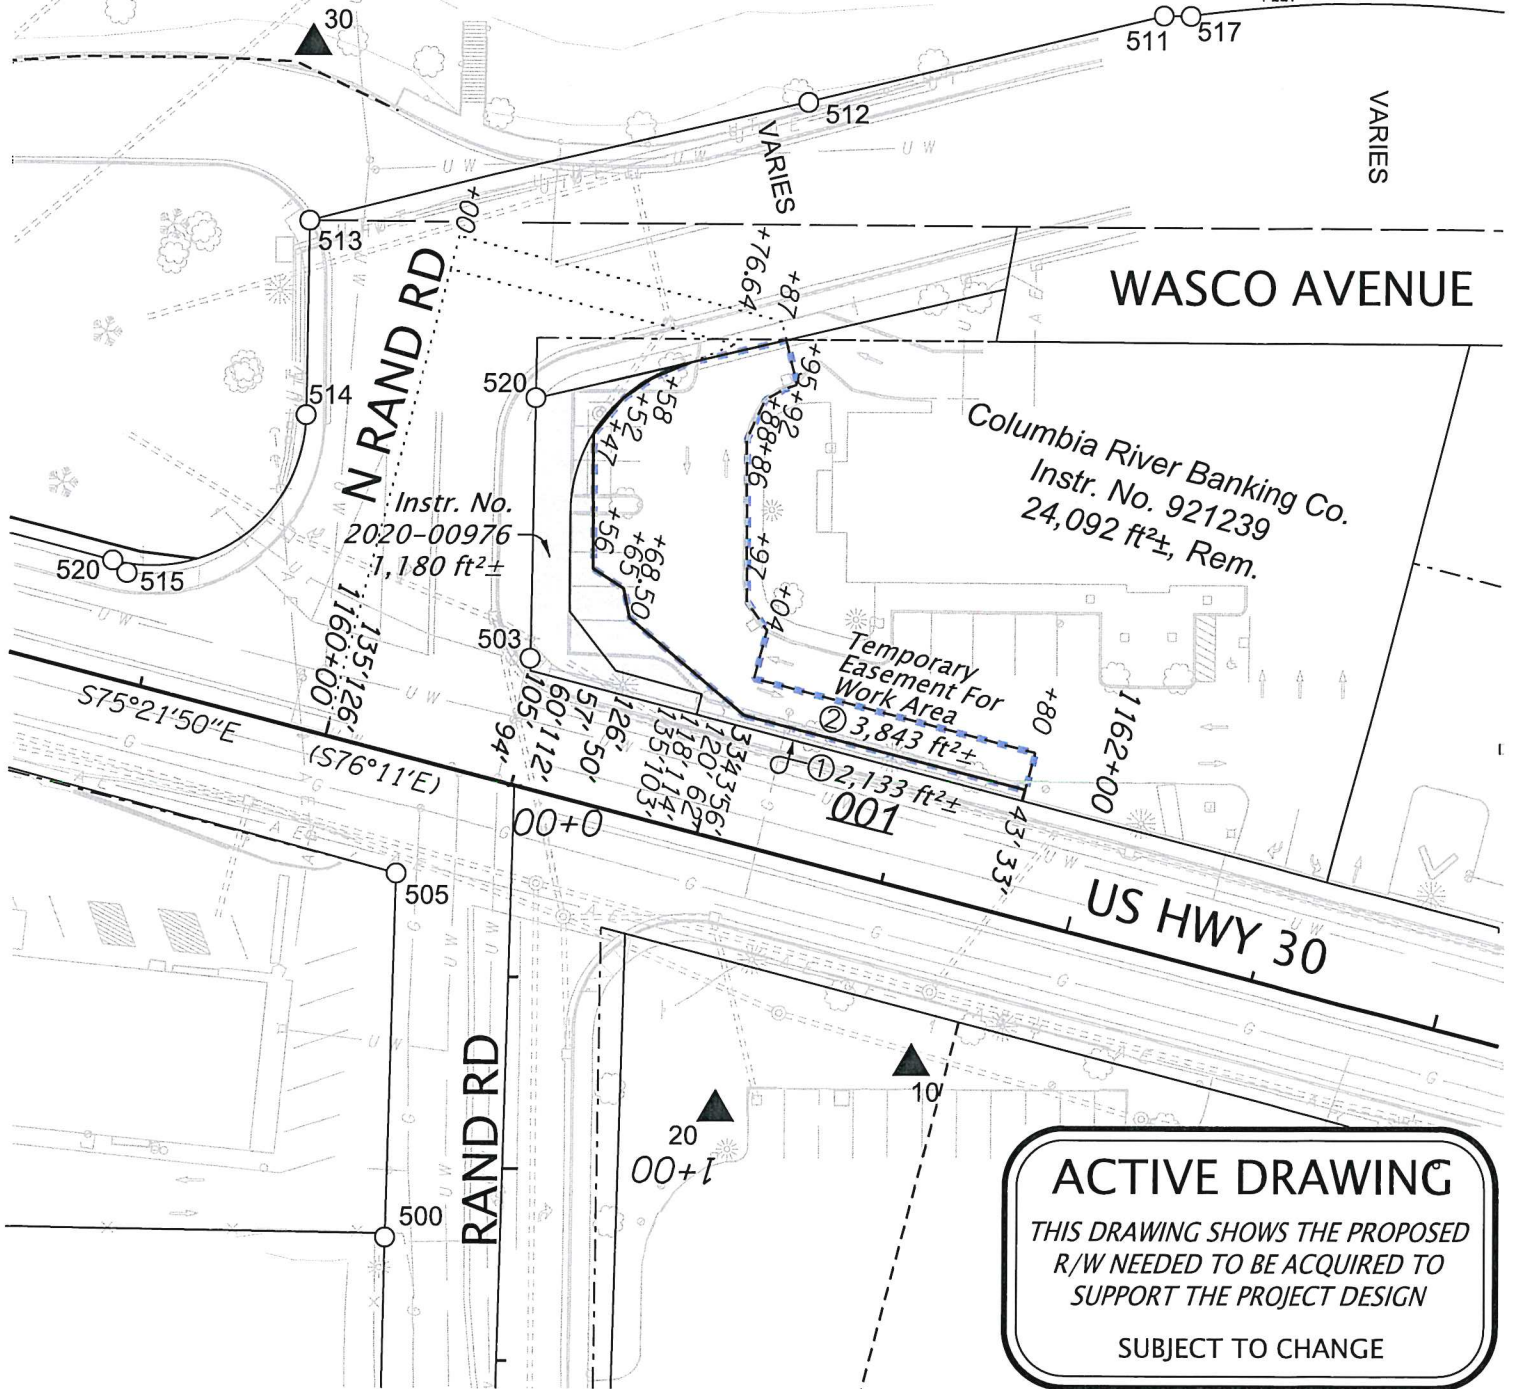 30
511
517
512
VARIES
VARIES
513
+00
N RAND RD
WASCO AVENUE
+76.64
+87
514
520
+95
+92
+88
+86
+58
+52
+47
+56
+65
+68.50
+97
+04
Columbia River Banking Co.
Instr. No. 921239
24,092 ft²±, Rem.
Instr. No.
2020-00976
1,180 ft²±
520
515
503
Temporary
Easement For
Work Area
② 3,843 ft²±
① 2,133 ft²±
001
+80
1162+00
135' 126'
1160+00
S75°21'50"E
(S76°11'E)
105' 94'
60' 112'
57' 50'
126'
135' 103'
118' 114'
120' 62'
33' 43' 56'
43' 33'
0+00
US HWY 30
505
RAND RD
500
10
20
1+00
ACTIVE DRAWING
THIS DRAWING SHOWS THE PROPOSED
R/W NEEDED TO BE ACQUIRED TO
SUPPORT THE PROJECT DESIGN
SUBJECT TO CHANGE